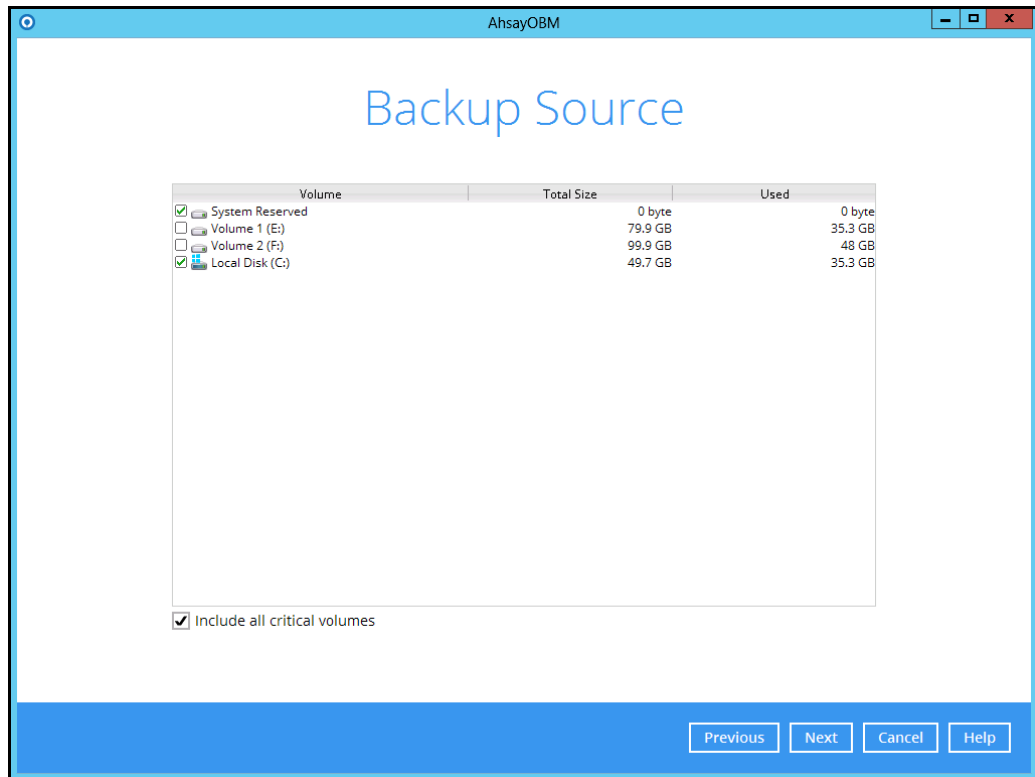 AhsayOBM
Backup Source
Volume Total Size Used
System Reserved 0 byte 0 byte
Volume 1 (E:) 79.9 GB 35.3 GB
Volume 2 (F:) 99.9 GB 48 GB
Local Disk (C:) 49.7 GB 35.3 GB
Include all critical volumes
Previous Next Cancel Help